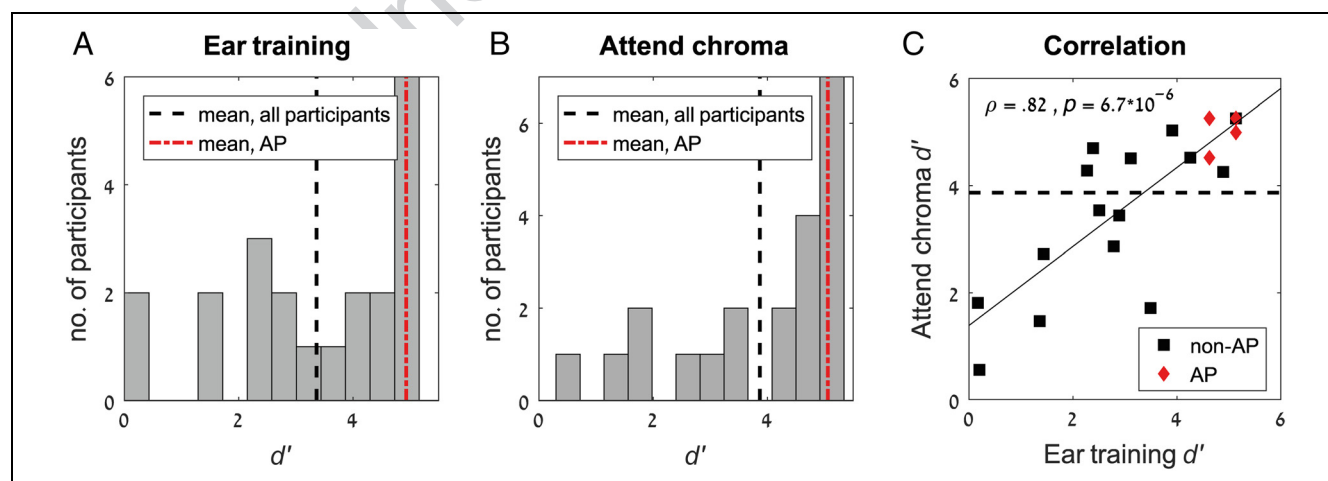 A Ear training
6
4
2
0
no. of participants
mean, all participants
mean, AP
0 2 4
d'
B Attend chroma
6
4
2
0
no. of participants
mean, all participants
mean, AP
0 2 4
d'
C Correlation
6
4
2
0
Attend chroma d'
ρ = .82 , p = 6.7*10⁻⁶
non-AP
AP
0 2 4 6
Ear training d'